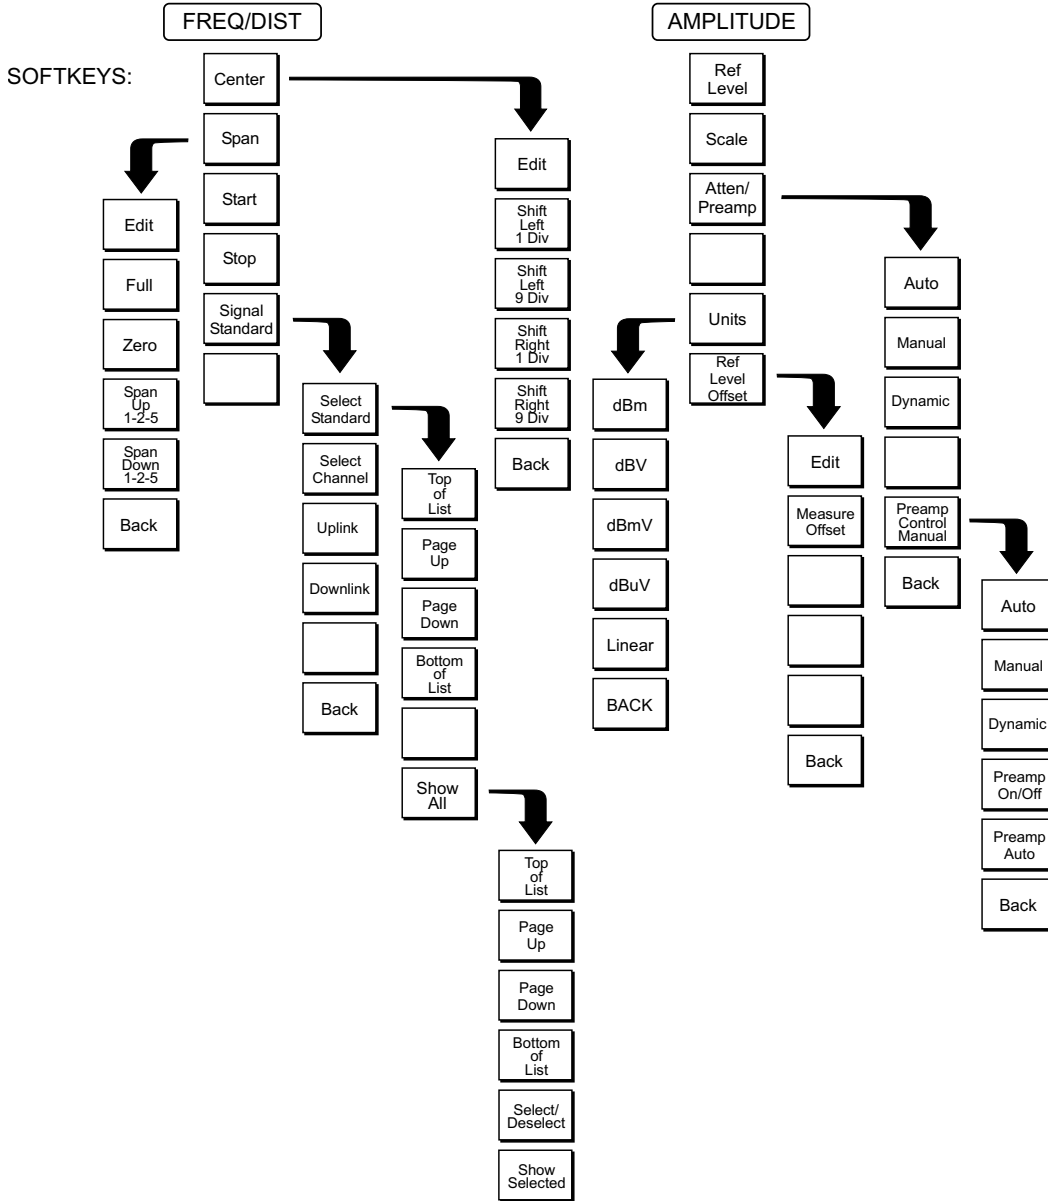 FREQ/DIST
AMPLITUDE
SOFTKEYS:
Center
Span
Start
Stop
Signal
Standard
Edit
Full
Zero
Span
Up
1-2-5
Span
Down
1-2-5
Back
Edit
Shift
Left
1 Div
Shift
Left
9 Div
Shift
Right
1 Div
Shift
Right
9 Div
Back
Select
Standard
Select
Channel
Uplink
Downlink
Back
Top
of
List
Page
Up
Page
Down
Bottom
of
List
Show
All
Top
of
List
Page
Up
Page
Down
Bottom
of
List
Select/
Deselect
Show
Selected
Ref
Level
Scale
Atten/
Preamp
Units
Ref
Level
Offset
dBm
dBV
dBmV
dBuV
Linear
BACK
Edit
Measure
Offset
Back
Auto
Manual
Dynamic
Preamp
Control
Manual
Back
Auto
Manual
Dynamic
Preamp
On/Off
Preamp
Auto
Back